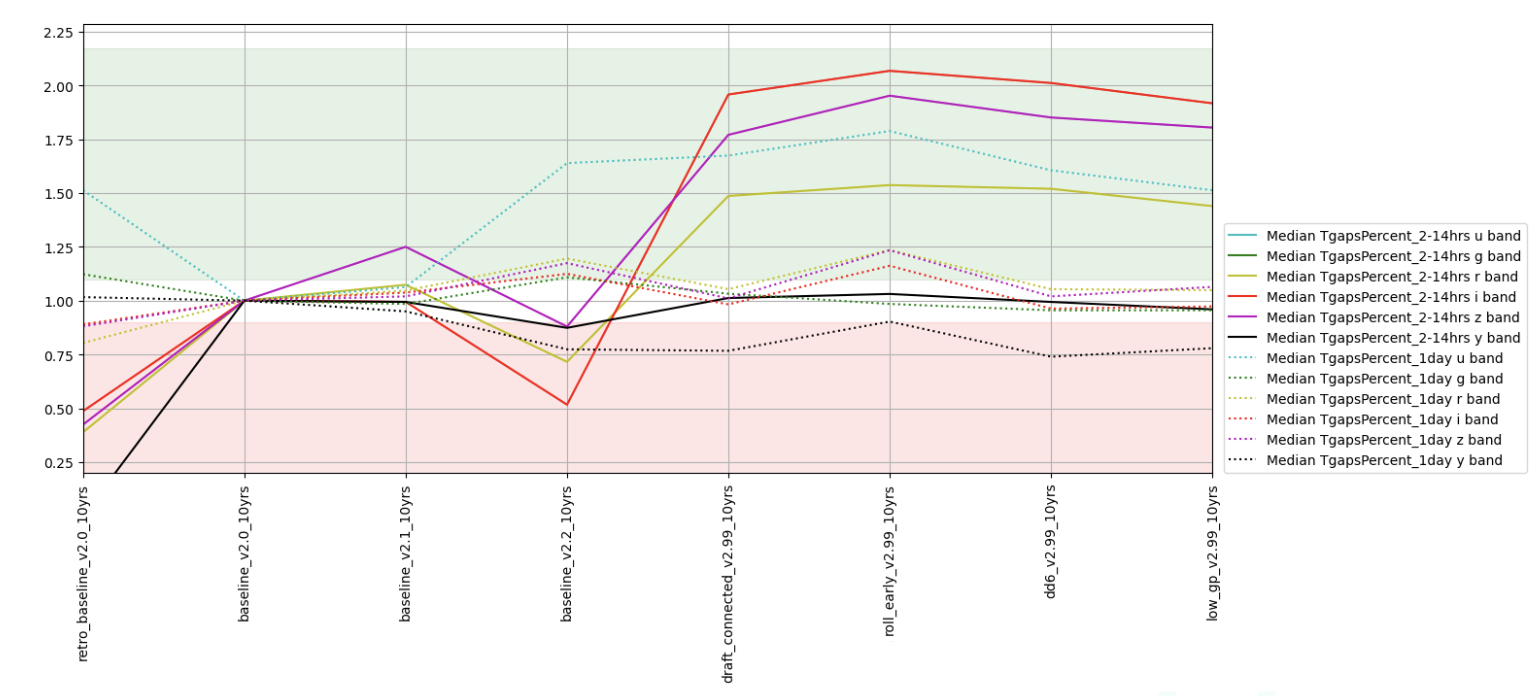 2.25
2.00
1.75
1.50
1.25
1.00
0.75
0.50
0.25
retro_baseline_v2.0_10yrs
baseline_v2.0_10yrs
baseline_v2.1_10yrs
baseline_v2.2_10yrs
draft_connected_v2.99_10yrs
roll_early_v2.99_10yrs
dd6_v2.99_10yrs
low_gp_v2.99_10yrs
Median TgapsPercent_2-14hrs u band
Median TgapsPercent_2-14hrs g band
Median TgapsPercent_2-14hrs r band
Median TgapsPercent_2-14hrs i band
Median TgapsPercent_2-14hrs z band
Median TgapsPercent_2-14hrs y band
Median TgapsPercent_1day u band
Median TgapsPercent_1day g band
Median TgapsPercent_1day r band
Median TgapsPercent_1day i band
Median TgapsPercent_1day z band
Median TgapsPercent_1day y band